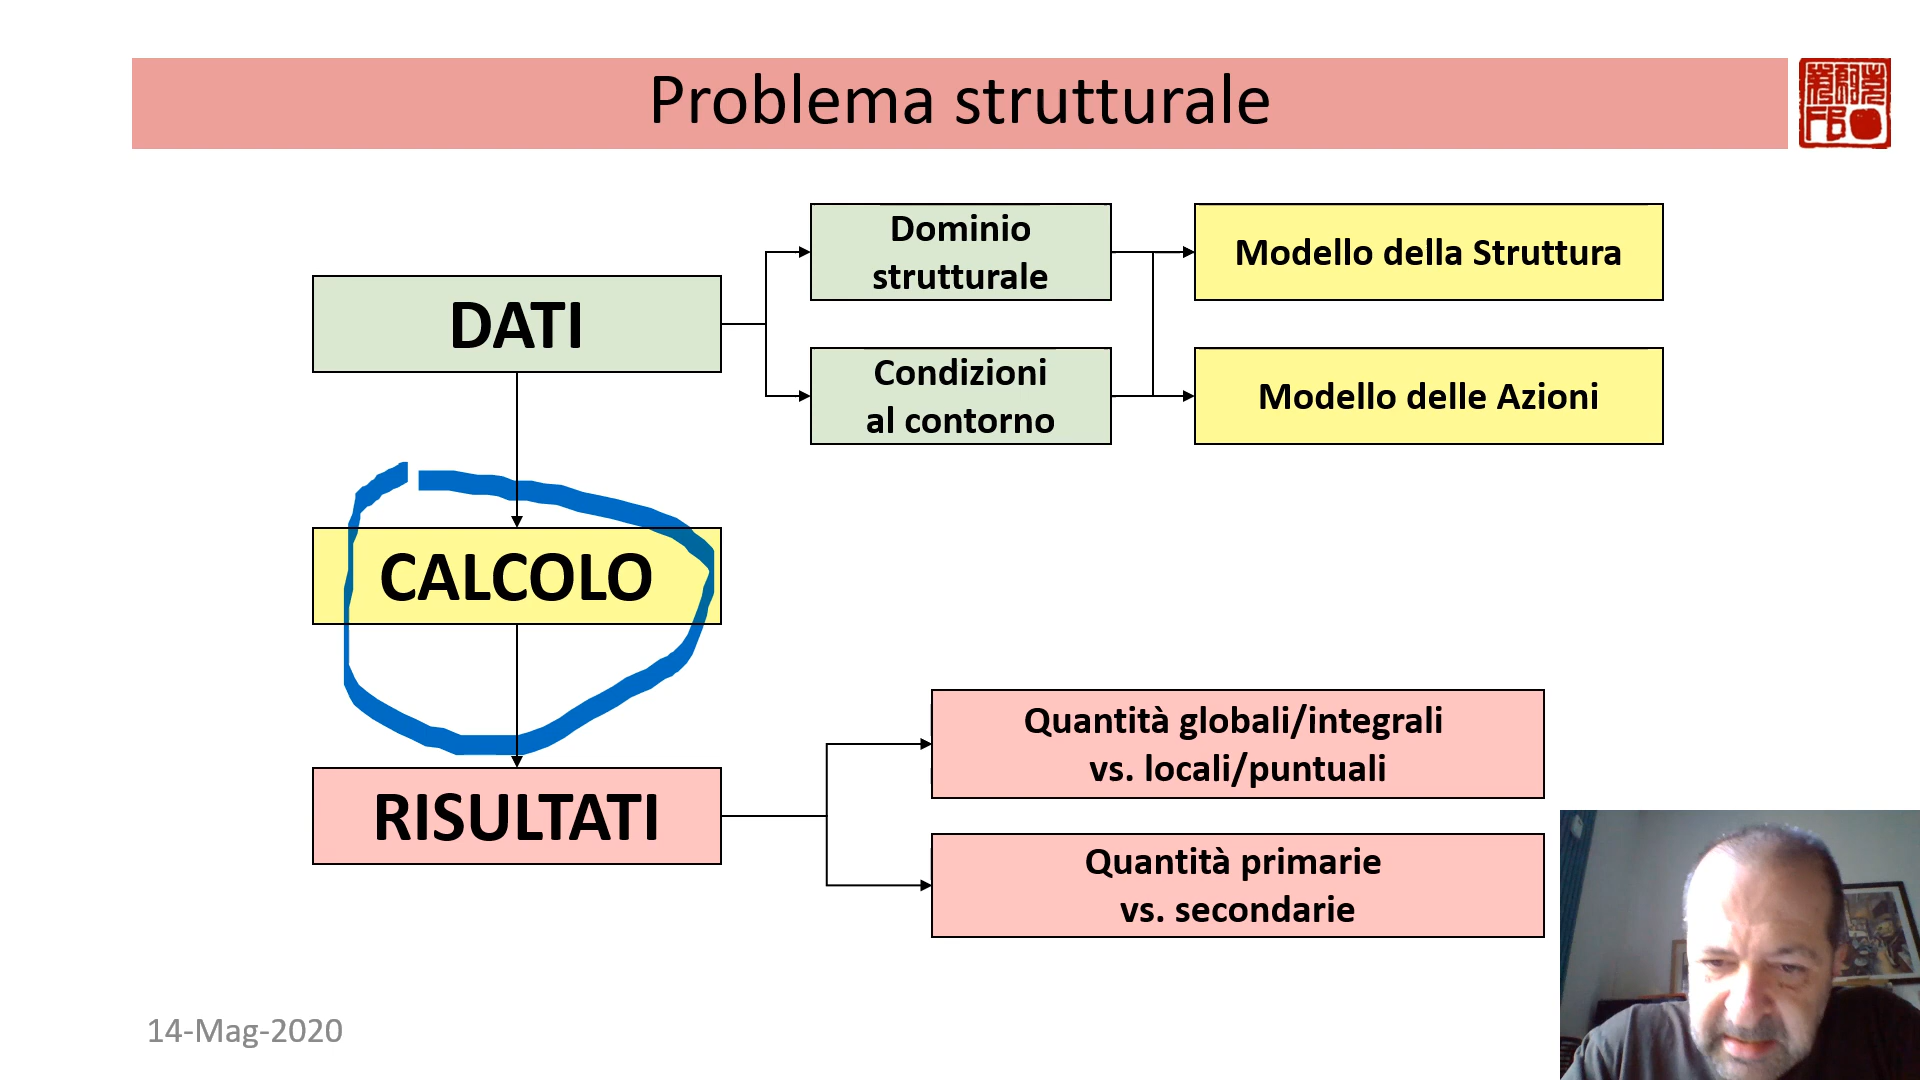 Problema strutturale
FB
DATI
Dominio
strutturale
Modello della Struttura
Condizioni
al contorno
Modello delle Azioni
CALCOLO
RISULTATI
Quantità globali/integrali
vs. locali/puntuali
Quantità primarie
vs. secondarie
14-Mag-2020